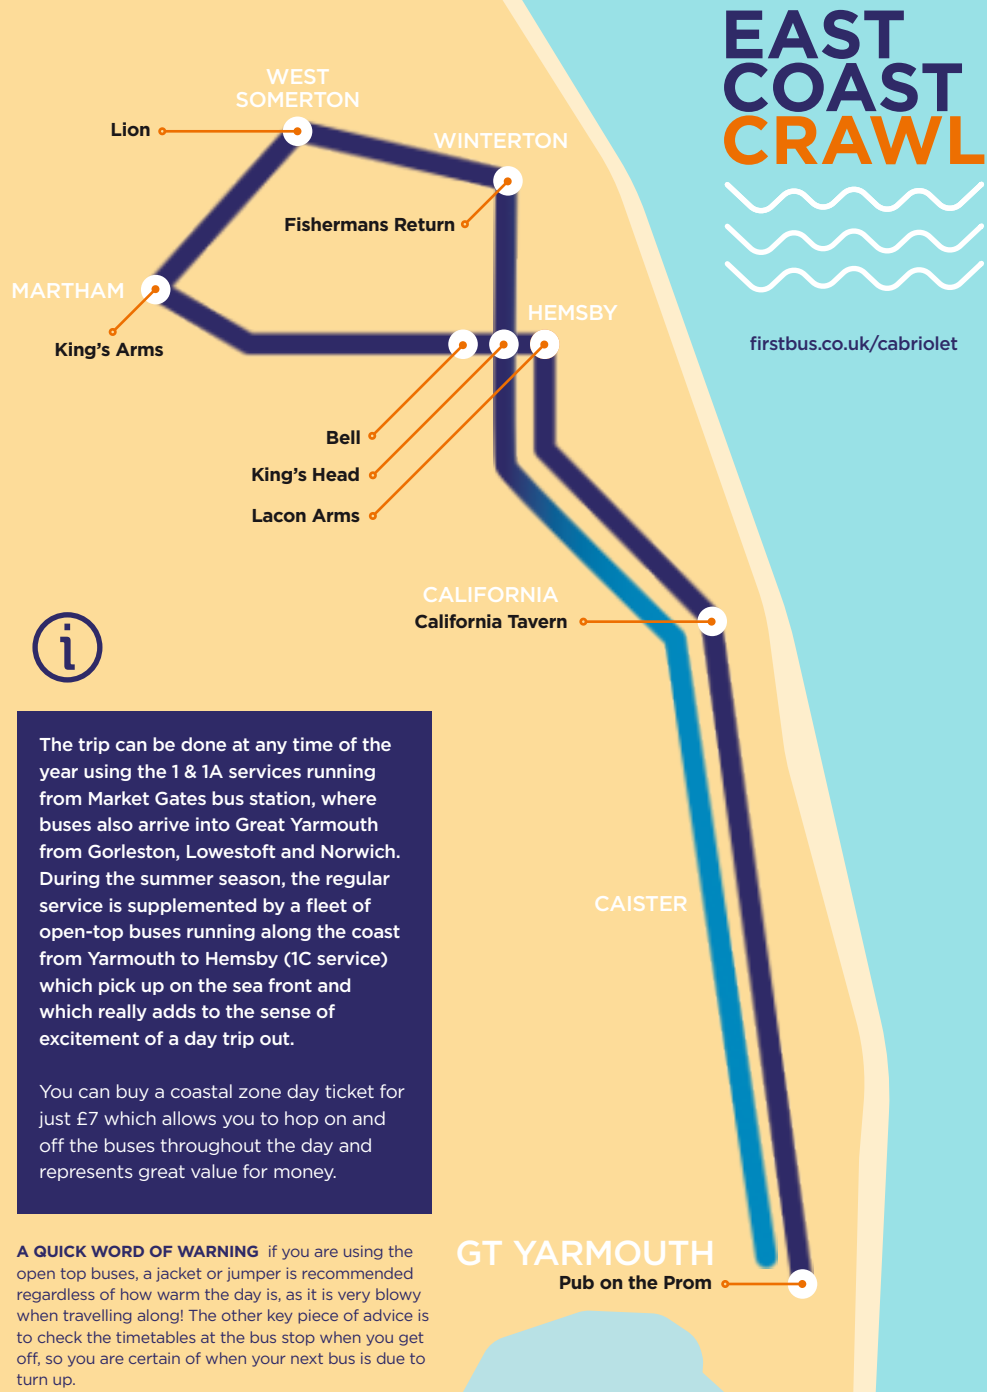 EAST
COAST
CRAWL
firstbus.co.uk/cabriolet
WEST
SOMERTON
Lion
WINTERTON
Fishermans Return
MARTHAM
King’s Arms
HEMSBY
Bell
King’s Head
Lacon Arms
CALIFORNIA
California Tavern
CAISTER
GT YARMOUTH
Pub on the Prom
i
The trip can be done at any time of the
year using the 1 & 1A services running
from Market Gates bus station, where
buses also arrive into Great Yarmouth
from Gorleston, Lowestoft and Norwich.
During the summer season, the regular
service is supplemented by a fleet of
open-top buses running along the coast
from Yarmouth to Hemsby (1C service)
which pick up on the sea front and
which really adds to the sense of
excitement of a day trip out.
You can buy a coastal zone day ticket for
just £7 which allows you to hop on and
off the buses throughout the day and
represents great value for money.
A QUICK WORD OF WARNING if you are using the
open top buses, a jacket or jumper is recommended
regardless of how warm the day is, as it is very blowy
when travelling along! The other key piece of advice is
to check the timetables at the bus stop when you get
off, so you are certain of when your next bus is due to
turn up.